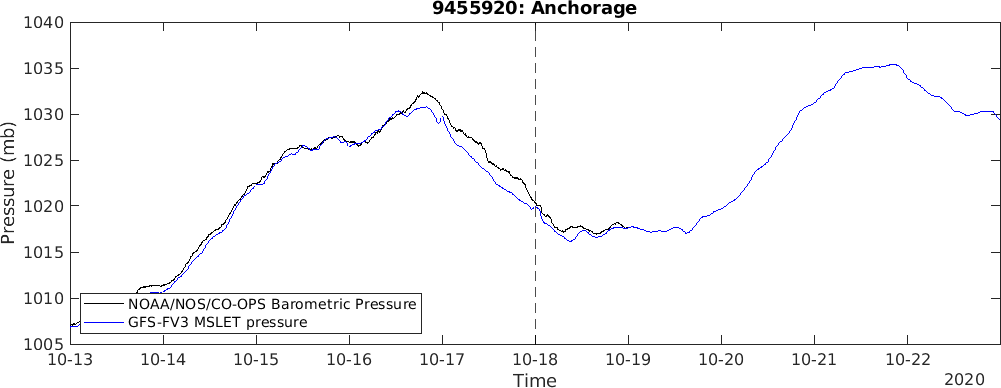 9455920: Anchorage
1040
1035
1030
1025
1020
1015
1010
1005
Pressure (mb)
NOAA/NOS/CO-OPS Barometric Pressure
GFS-FV3 MSLET pressure
10-13 10-14 10-15 10-16 10-17 10-18 10-19 10-20 10-21 10-22
Time
2020